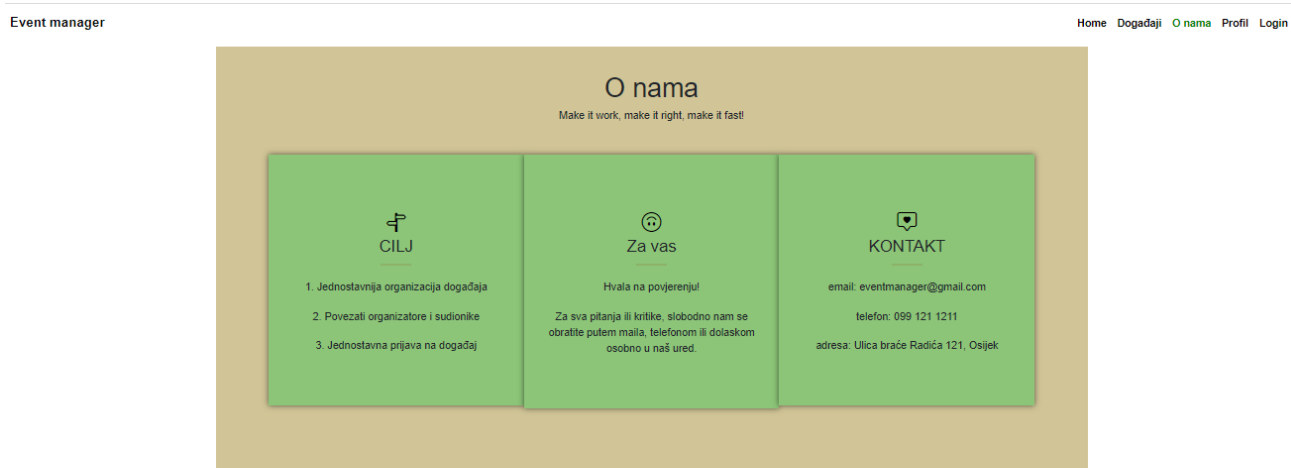 Event manager
Home Događaji O nama Profil Login
O nama
Make it work, make it right, make it fast!
CILJ
1. Jednostavnija organizacija događaja
2. Povezati organizatore i sudionike
3. Jednostavna prijava na događaj
Za vas
Hvala na povjerenju!
Za sva pitanja ili kritike, slobodno nam se
obratite putem maila, telefonom ili dolaskom
osobno u naš ured.
KONTAKT
email: eventmanager@gmail.com
telefon: 099 121 1211
adresa: Ulica braće Radića 121, Osijek